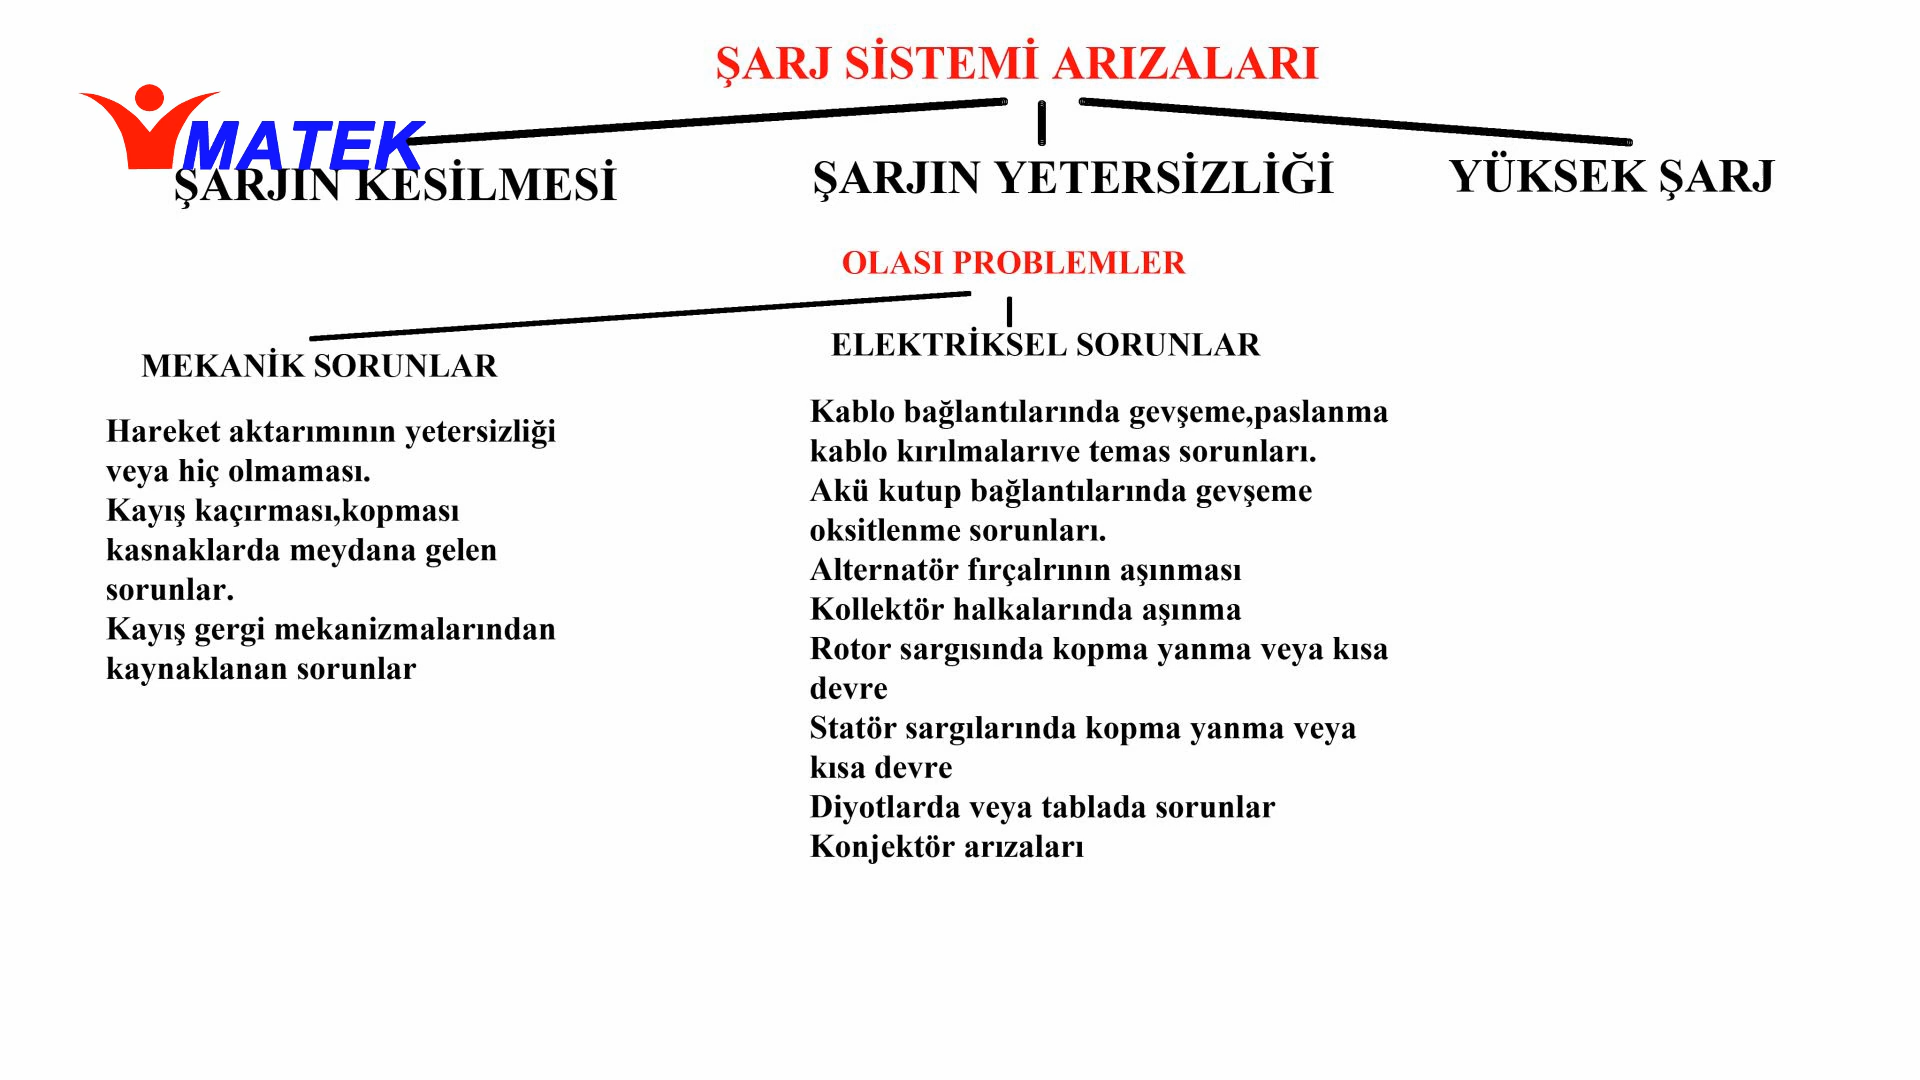 ŞARJ SİSTEMİ ARIZALARI
MATEK
ŞARJIN KESİLMESİ
ŞARJIN YETERSİZLİĞİ
YÜKSEK ŞARJ
OLASI PROBLEMLER
MEKANİK SORUNLAR
Hareket aktarımının yetersizliği
veya hiç olmaması.
Kayış kaçırması,kopması
kasnaklarda meydana gelen
sorunlar.
Kayış gergi mekanizmalarından
kaynaklanan sorunlar
ELEKTRİKSEL SORUNLAR
Kablo bağlantılarında gevşeme,paslanma
kablo kırılmalarıve temas sorunları.
Akü kutup bağlantılarında gevşeme
oksitlenme sorunları.
Alternatör fırçalrının aşınması
Kollektör halkalarında aşınma
Rotor sargısında kopma yanma veya kısa
devre
Statör sargılarında kopma yanma veya
kısa devre
Diyotlarda veya tablada sorunlar
Konjektör arızaları